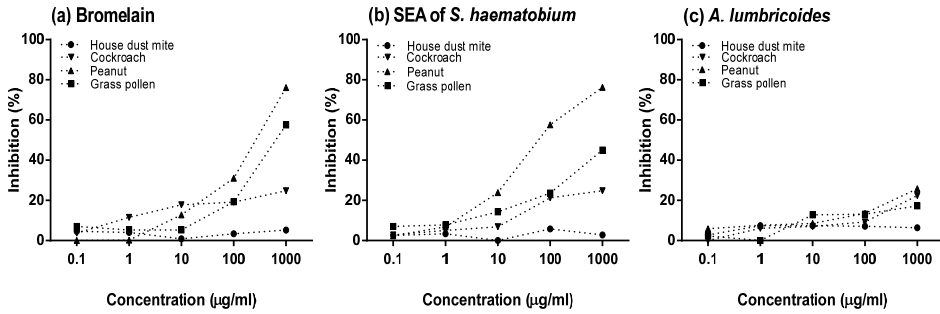 (a) Bromelain
100
80
60
40
20
0
Inhibition (%)
House dust mite
Cockroach
Peanut
Grass pollen
0.1 1 10 100 1000
Concentration (μg/ml)
(b) SEA of S. haematobium
100
80
60
40
20
0
Inhibition (%)
House dust mite
Cockroach
Peanut
Grass pollen
0.1 1 10 100 1000
Concentration (μg/ml)
(c) A. lumbricoides
100
80
60
40
20
0
Inhibition (%)
House dust mite
Cockroach
Peanut
Grass pollen
0.1 1 10 100 1000
Concentration (μg/ml)